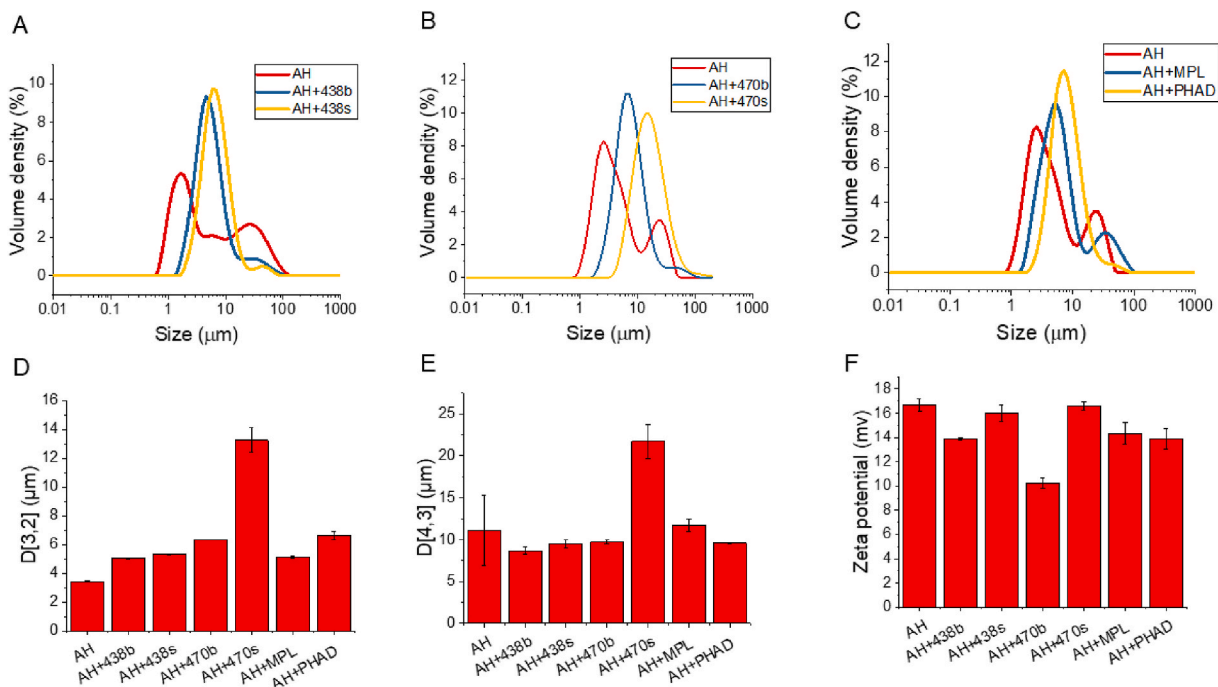 A
AH
AH+438b
AH+438s
Volume density (%)
10
8
6
4
2
0
0.01 0.1 1 10 100 1000
Size (μm)
B
AH
AH+470b
AH+470s
Volume dendity (%)
12
10
8
6
4
2
0
0.01 0.1 1 10 100 1000
Size (μm)
C
AH
AH+MPL
AH+PHAD
Volume density (%)
12
10
8
6
4
2
0
0.01 0.1 1 10 100 1000
Size (μm)
D
D[3,2] (μm)
16
14
12
10
8
6
4
2
0
AH AH+438b AH+438s AH+470b AH+470s AH+MPL AH+PHAD
E
D[4,3] (μm)
25
20
15
10
5
0
AH AH+438b AH+438s AH+470b AH+470s AH+MPL AH+PHAD
F
Zeta potential (mv)
18
16
14
12
10
8
6
4
2
0
AH AH+438b AH+438s AH+470b AH+470s AH+MPL AH+PHAD